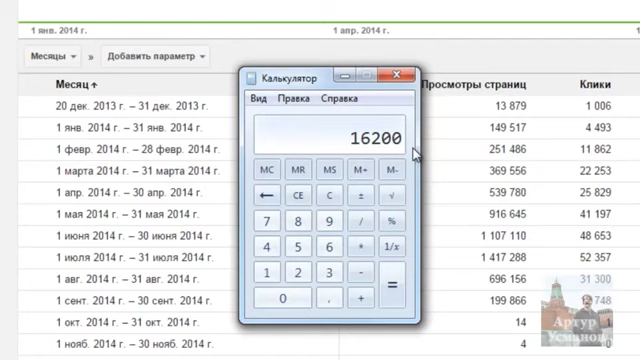 1 янв. 2014 г.
1 апр. 2014 г.
Месяцы » Добавить параметр
Месяц Просмотры страниц Клики
20 дек. 2013 г. – 31 дек. 2013 г. 13 879 1 006
1 янв. 2014 г. – 31 янв. 2014 г. 149 517 4 493
1 февр. 2014 г. – 28 февр. 2014 г. 251 486 11 862
1 марта 2014 г. – 31 марта 2014 г. 369 556 22 253
1 апр. 2014 г. – 30 апр. 2014 г. 539 780 25 829
1 мая 2014 г. – 31 мая 2014 г. 916 645 41 197
1 июня 2014 г. – 30 июня 2014 г. 1 107 110 48 653
1 июля 2014 г. – 31 июля 2014 г. 1 417 288 52 357
1 авг. 2014 г. – 31 авг. 2014 г. 696 156 31 300
1 сент. 2014 г. – 30 сент. 2014 г. 199 866
1 окт. 2014 г. – 31 окт. 2014 г. 14 1
1 нояб. 2014 г. – 30 нояб. 2014 г. 4 0
Калькулятор
Вид Правка Справка
16200
MC MR MS M+ M-
← CE C ± √
7 8 9 / %
4 5 6 * 1/x
1 2 3 - =
0 , +
Артур
Усманов